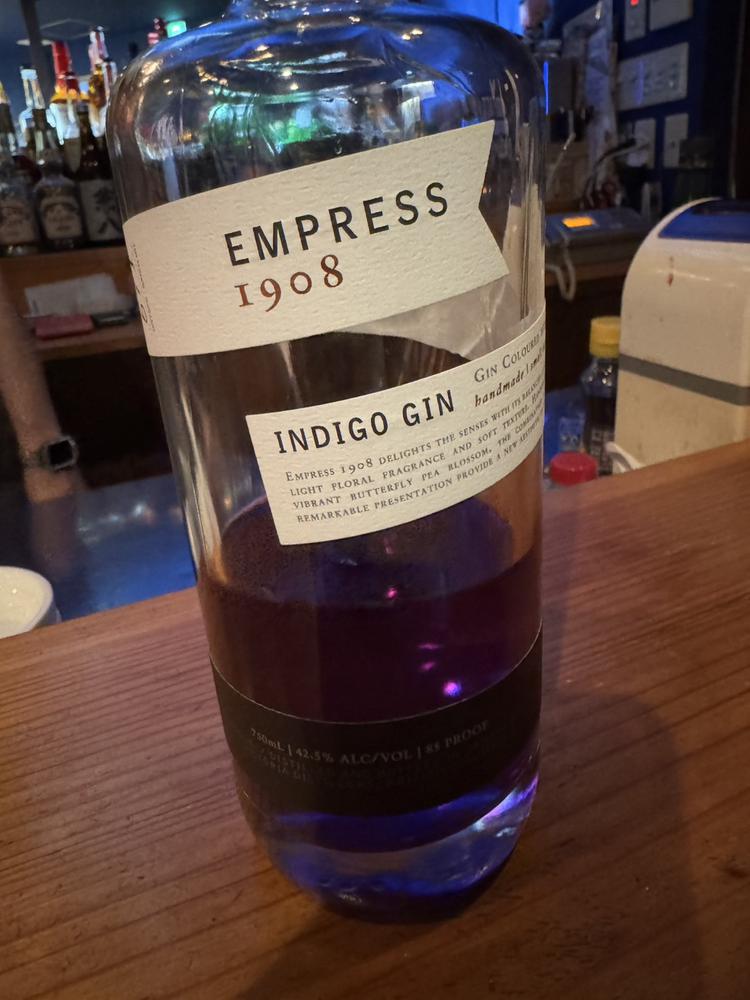 EMPRESS
1908
INDIGO GIN
GIN COLOURED
handmade | small
EMPRESS 1908 DELIGHTS THE SENSES WITH ITS
LIGHT FLORAL FRAGRANCE AND SOFT TEXTURE.
VIBRANT BUTTERFLY PEA BLOSSOM, THE
REMARKABLE PRESENTATION PROVIDE A NEW
750mL | 42.5% ALC/VOL | 85 PROOF